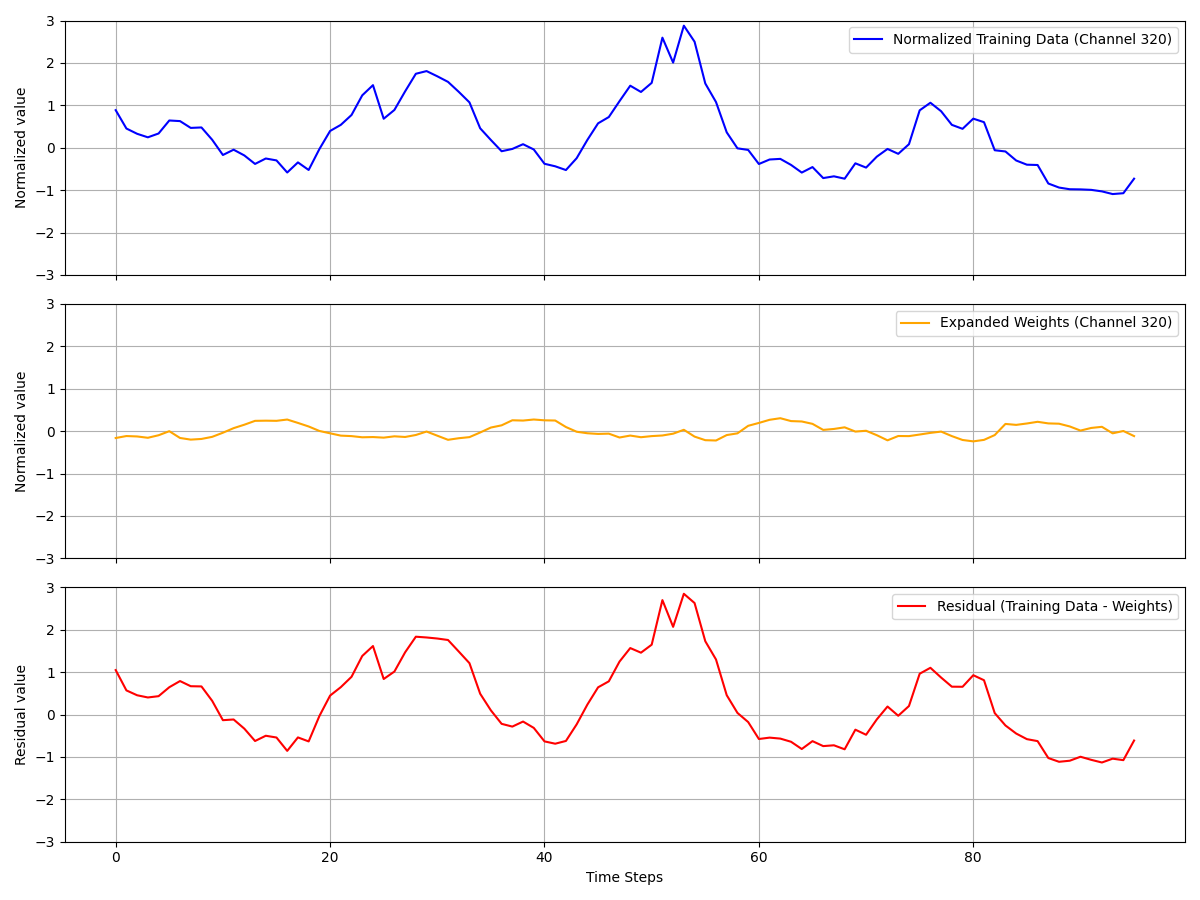 Normalized Training Data (Channel 320)
Normalized value
3
2
1
0
−1
−2
−3
Expanded Weights (Channel 320)
Normalized value
3
2
1
0
−1
−2
−3
Residual (Training Data - Weights)
Residual value
3
2
1
0
−1
−2
−3
0 20 40 60 80
Time Steps